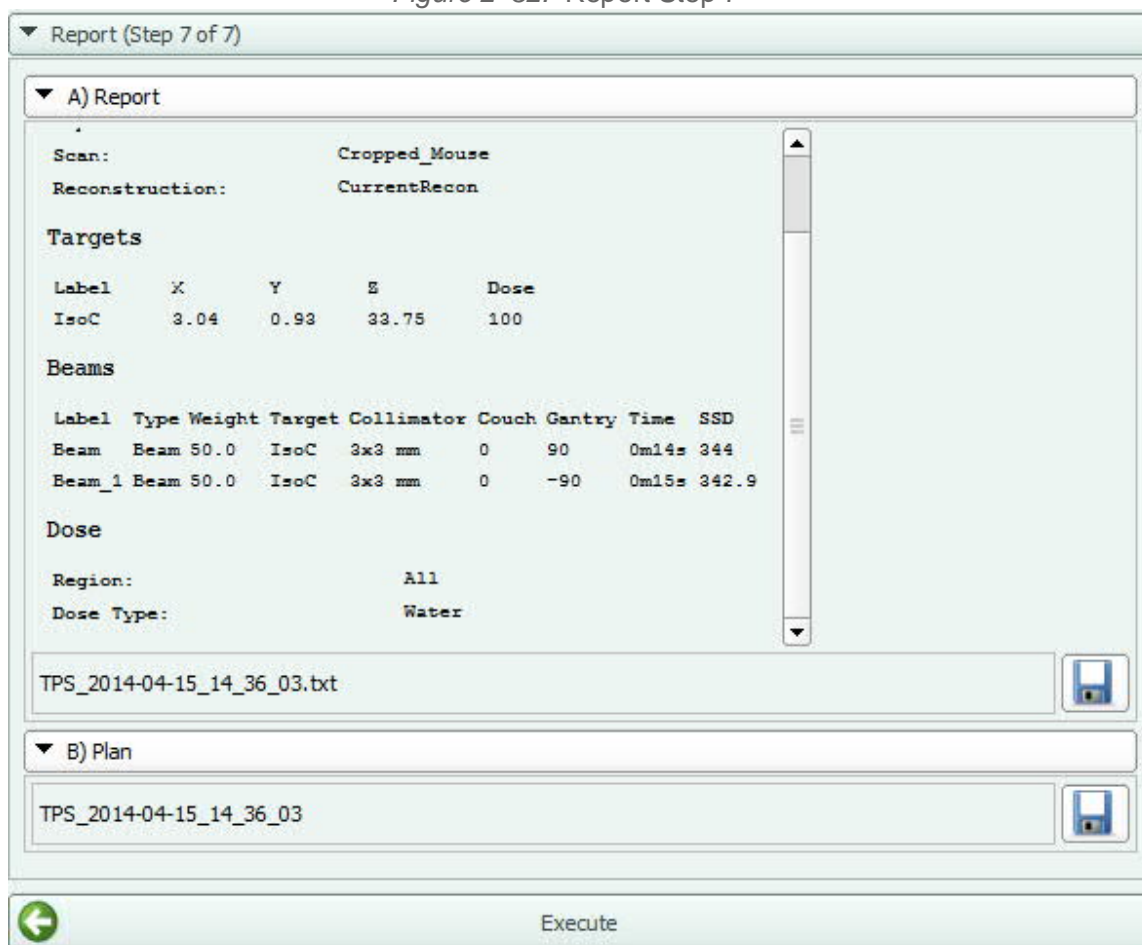 Report Step
Report (Step 7 of 7)
A) Report
Scan: Cropped_Mouse
Reconstruction: CurrentRecon
Targets
Label X Y Z Dose
IsoC 3.04 0.93 33.75 100
Beams
Label Type Weight Target Collimator Couch Gantry Time SSD
Beam Beam 50.0 IsoC 3x3 mm 0 90 0m14s 344
Beam_1 Beam 50.0 IsoC 3x3 mm 0 -90 0m15s 342.9
Dose
Region: All
Dose Type: Water
TPS_2014-04-15_14_36_03.txt
B) Plan
TPS_2014-04-15_14_36_03
Execute